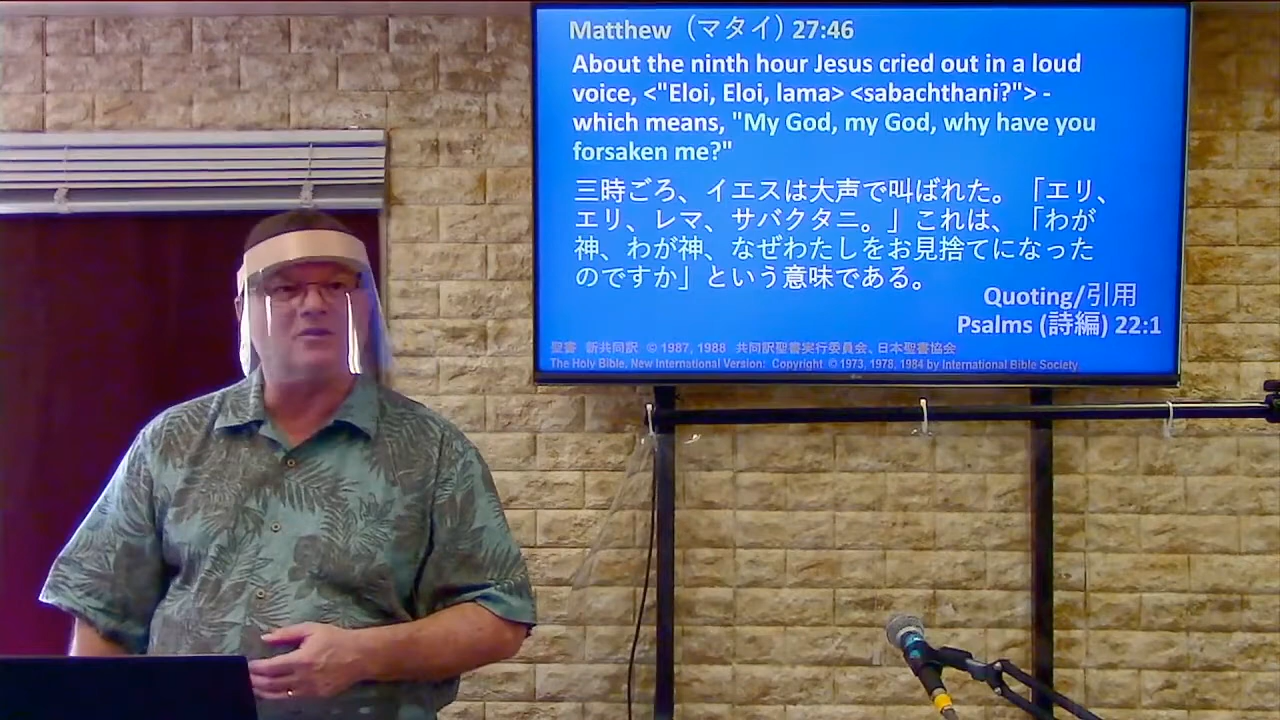 Matthew（マタイ) 27:46
About the ninth hour Jesus cried out in a loud
voice, <"Eloi, Eloi, lama> <sabachthani?"> -
which means, "My God, my God, why have you
forsaken me?"
三時ごろ、イエスは大声で叫ばれた。「エリ、
エリ、レマ、サバクタニ。」これは、「わが
神、わが神、なぜわたしをお見捨てになった
のですか」という意味である。
Quoting/引用
Psalms (詩編) 22:1
聖書 新共同訳 © 1987, 1988 共同訳聖書実行委員会、日本聖書協会
The Holy Bible, New International Version: Copyright © 1973, 1978, 1984 by International Bible Society